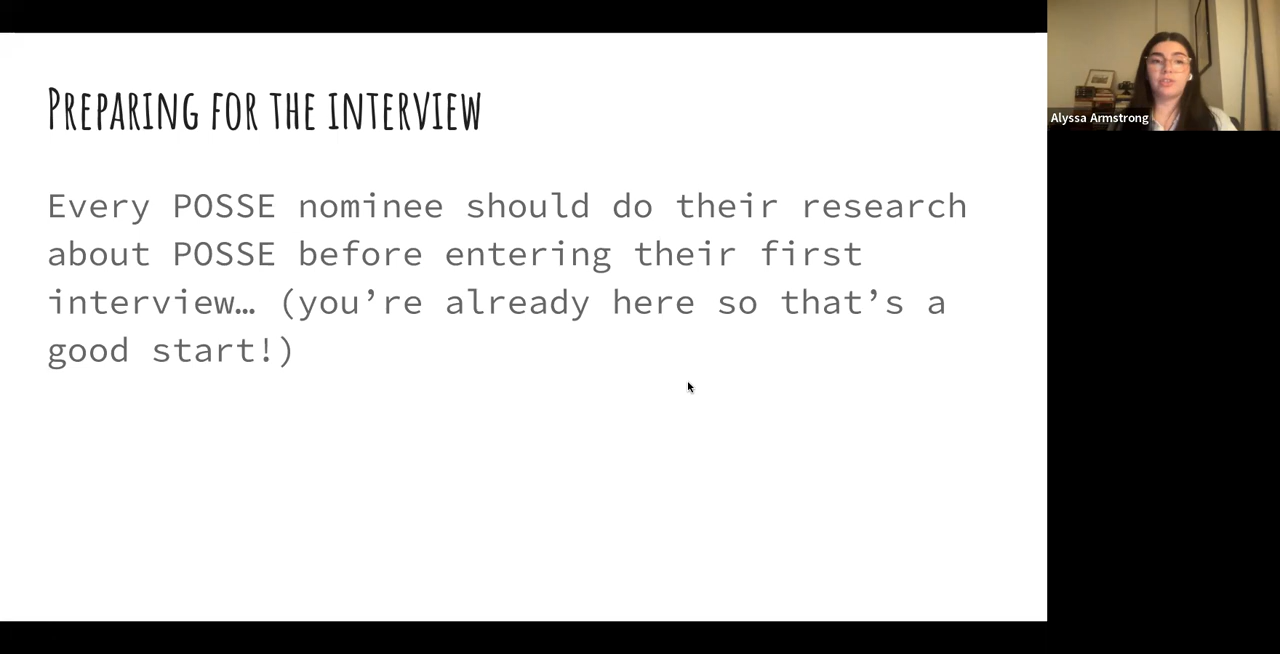 Preparing for the interview
Every POSSE nominee should do their research
about POSSE before entering their first
interview… (you’re already here so that’s a
good start!)
Alyssa Armstrong